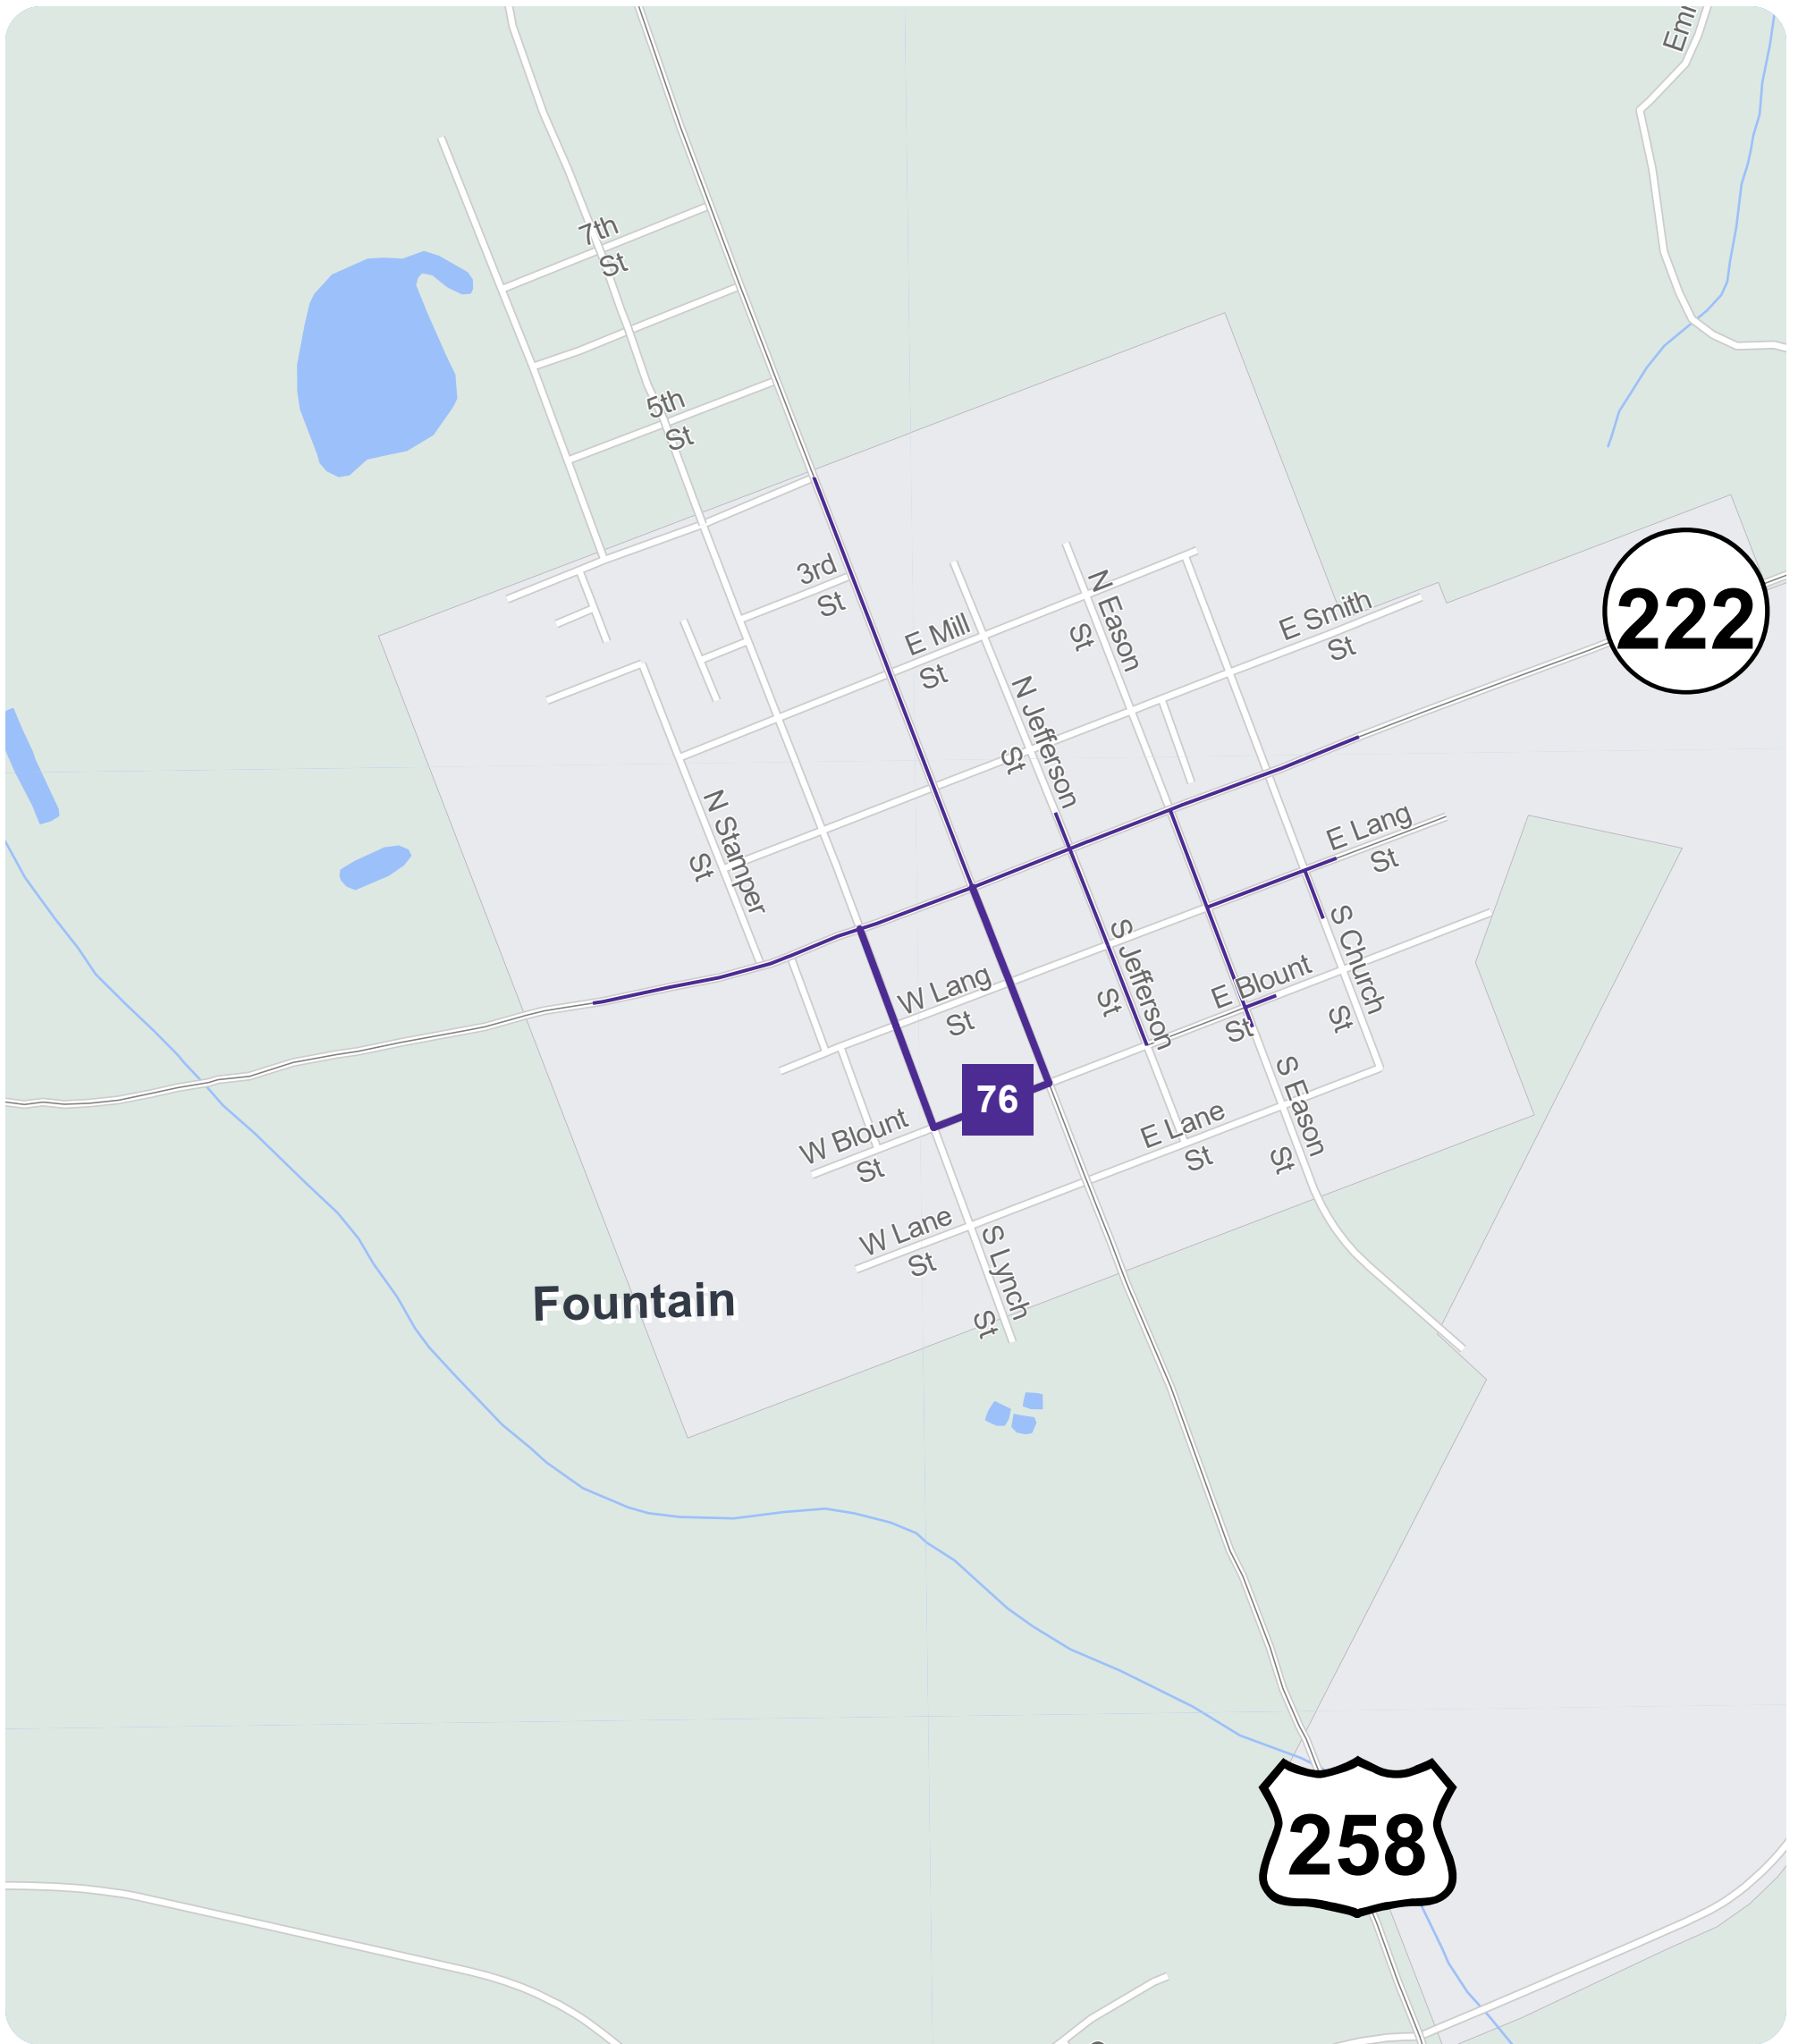 Emi
7th
St
5th
St
3rd
St
E Mill
St
N Eason
St
E Smith
St
222
N Jefferson
St
N Stamper
St
E Lang
St
S Jefferson
St
S Church
St
W Lang
St
E Blount
St
76
S Eason
St
W Blount
St
E Lane
St
W Lane
St
S Lynch
St
Fountain
258